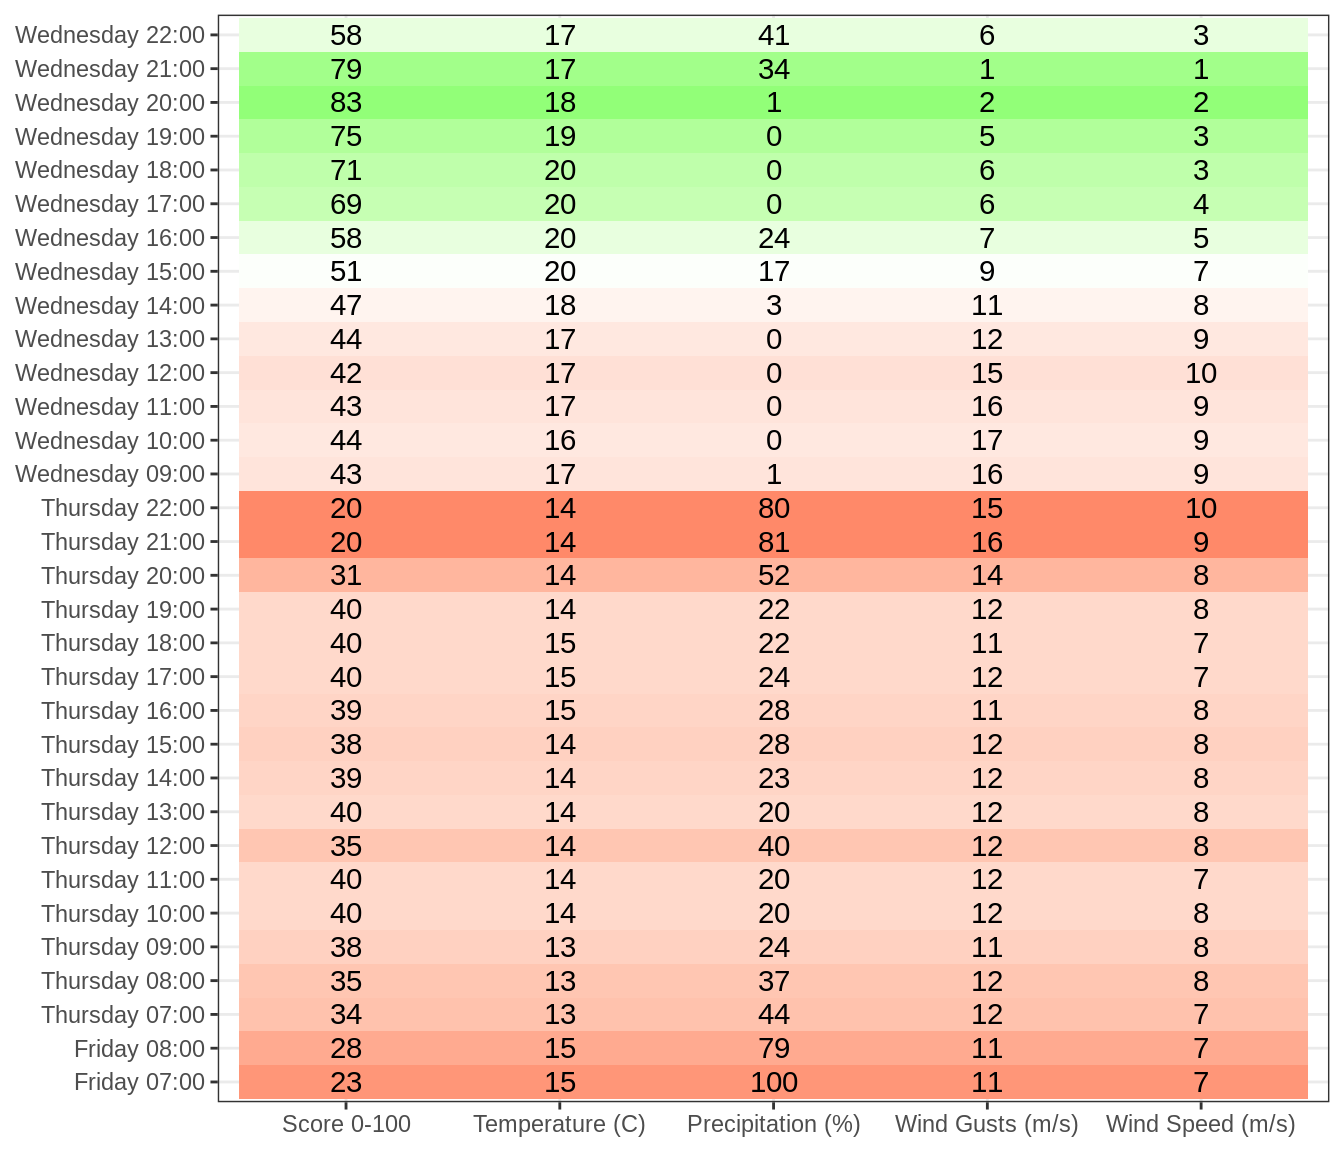 Wednesday 22:00 58 17 41 6 3
Wednesday 21:00 79 17 34 1 1
Wednesday 20:00 83 18 1 2 2
Wednesday 19:00 75 19 0 5 3
Wednesday 18:00 71 20 0 6 3
Wednesday 17:00 69 20 0 6 4
Wednesday 16:00 58 20 24 7 5
Wednesday 15:00 51 20 17 9 7
Wednesday 14:00 47 18 3 11 8
Wednesday 13:00 44 17 0 12 9
Wednesday 12:00 42 17 0 15 10
Wednesday 11:00 43 17 0 16 9
Wednesday 10:00 44 16 0 17 9
Wednesday 09:00 43 17 1 16 9
Thursday 22:00 20 14 80 15 10
Thursday 21:00 20 14 81 16 9
Thursday 20:00 31 14 52 14 8
Thursday 19:00 40 14 22 12 8
Thursday 18:00 40 15 22 11 7
Thursday 17:00 40 15 24 12 7
Thursday 16:00 39 15 28 11 8
Thursday 15:00 38 14 28 12 8
Thursday 14:00 39 14 23 12 8
Thursday 13:00 40 14 20 12 8
Thursday 12:00 35 14 40 12 8
Thursday 11:00 40 14 20 12 7
Thursday 10:00 40 14 20 12 8
Thursday 09:00 38 13 24 11 8
Thursday 08:00 35 13 37 12 8
Thursday 07:00 34 13 44 12 7
Friday 08:00 28 15 79 11 7
Friday 07:00 23 15 100 11 7
Score 0-100 Temperature (C) Precipitation (%) Wind Gusts (m/s) Wind Speed (m/s)